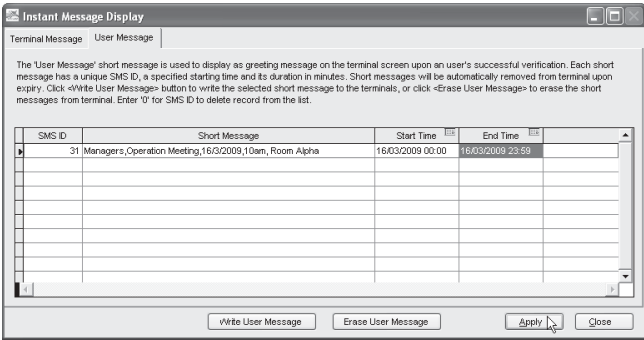 Instant Message Display
Terminal Message User Message
The 'User Message' short message is used to display as greeting message on the terminal screen upon an user's successful verification. Each short
message has a unique SMS ID, a specified starting time and its duration in minutes. Short messages will be automatically removed from terminal upon
expiry. Click <Write User Message> button to write the selected short message to the terminals, or click <Erase User Message> to erase the short
messages from terminal. Enter '0' for SMS ID to delete record from the list.
SMS ID Short Message Start Time End Time
31 Managers,Operation Meeting,16/3/2009,10am, Room Alpha 16/03/2009 00:00 16/03/2009 23:59
Write User Message Erase User Message Apply Close